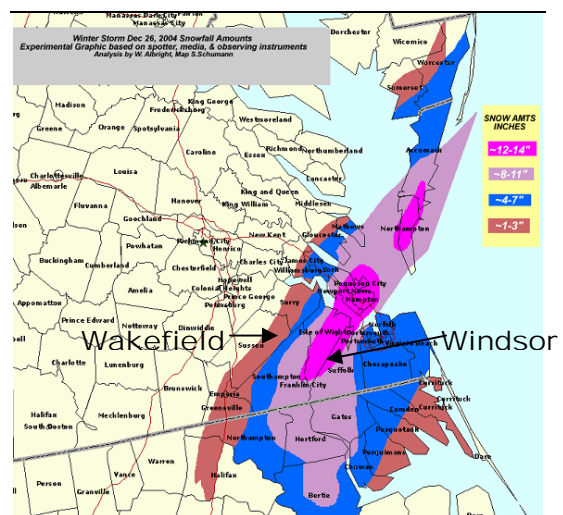 Manassas Park City
Manassas City
Winter Storm Dec 26, 2004 Snowfall Amounts
Experimental Graphic based on spotter, media, & observing instruments
Analysis by W. Albright, Map S.Schumann
Dorchester
Wicomico
Worcester
Somerset
SNOW AMTS
INCHES
~12-14"
~8-11"
~4-7"
~1-3"
King George
Madison
Fredericksburg
Westmoreland
Greene
Orange
Spotsylvania
Caroline
Essex
Richmond
Northumberland
Accomack
Louisa
Charlottesville
Albemarle
Lancaster
King and Queen
Fluvanna
Hanover
King William
Middlesex
Goochland
Mathews
Northampton
New Kent
Gloucester
Powhatan
Richmond City
Henrico
Buckingham
Cumberland
Chesterfield
Charles City
James City
Williamsburg
York
Hopewell
Colonial Heights
Poquoson City
Newport News
Hampton
Amelia
Prince George
Petersburg
Surry
Appomattox
Prince Edward
Nottoway
Dinwiddie
Isle of Wight
Norfolk
Portsmouth
Virginia Beach
Wakefield
Windsor
Sussex
Charlotte
Lunenburg
Suffolk
Chesapeake
Southampton
Franklin City
Brunswick
Emporia
Greensville
Currituck
Camden
Currituck
Currituck
Halifax
South Boston
Mecklenburg
Gates
Pasquotank
Northampton
Hertford
Perquimans
Warren
Chowan
Dare
Vance
Halifax
Person
Granville
Bertie